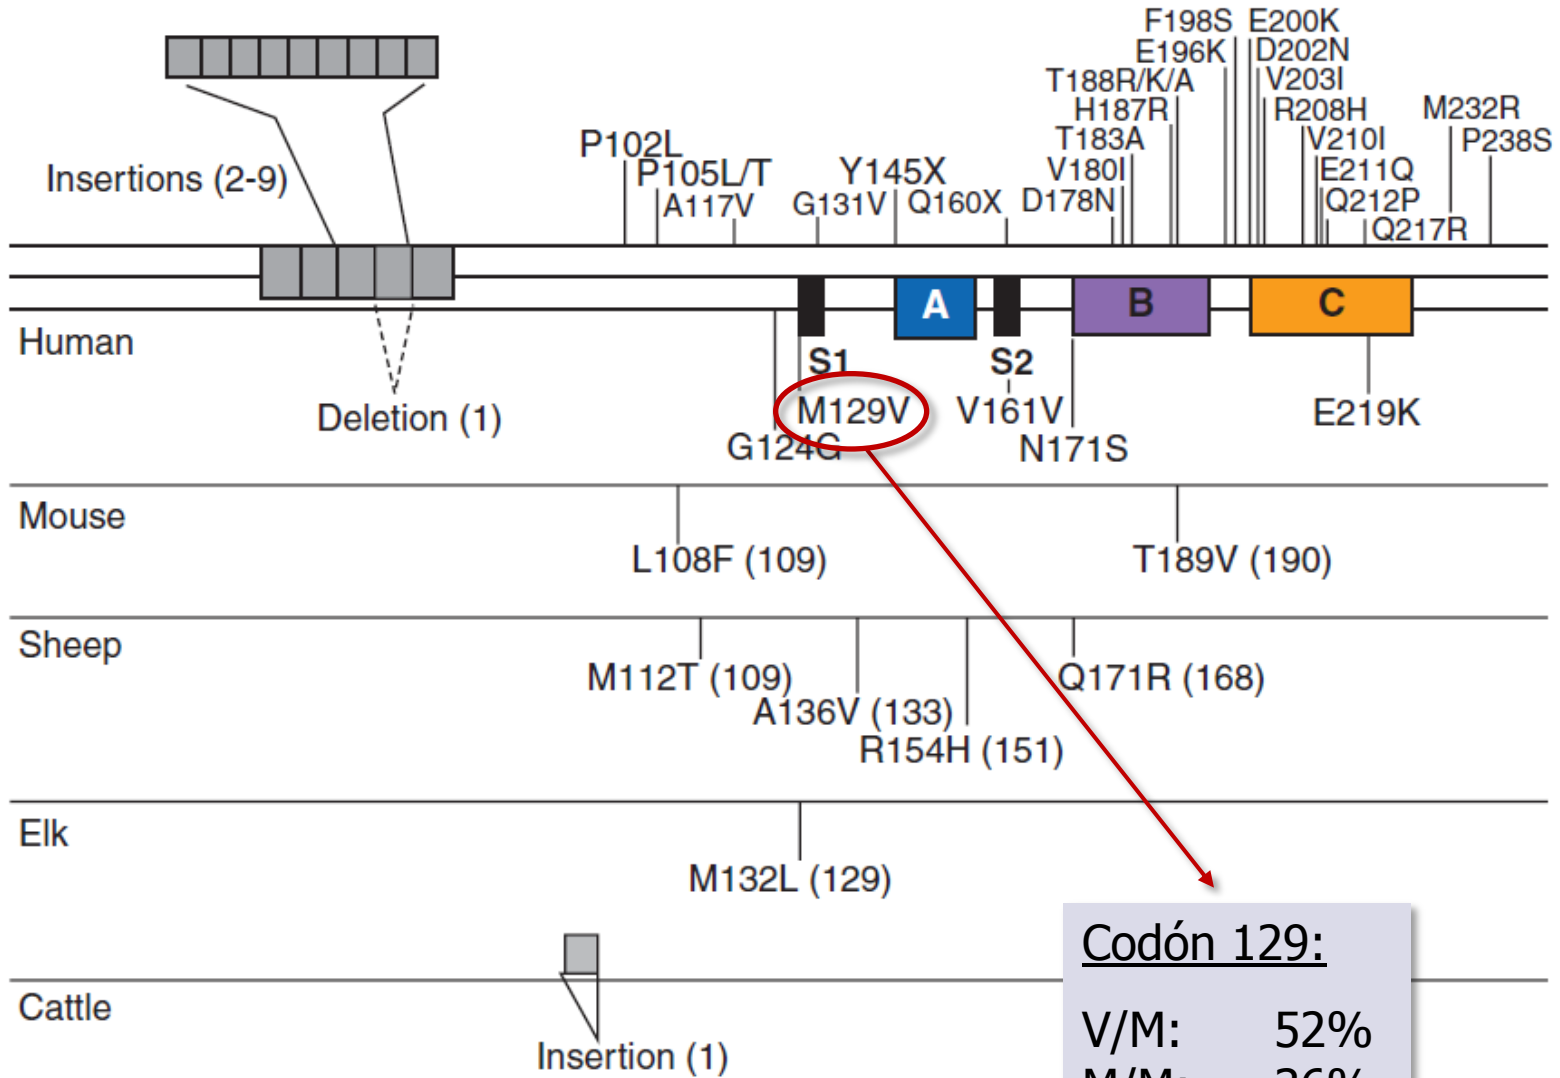 F198S E200K
E196K D202N
T188R/K/A V203I
H187R R208H M232R
P102L T183A V210I P238S
Insertions (2-9) P105L/T Y145X V180I E211Q
A117V G131V Q160X D178N Q212P
Q217R
A B C
Human
S1 S2
Deletion (1) M129V V161V E219K
G124G N171S
Mouse
L108F (109) T189V (190)
Sheep
M112T (109) Q171R (168)
A136V (133)
R154H (151)
Elk
M132L (129)
Codón 129:
Cattle
V/M: 52%
Insertion (1)
M/M: 36%